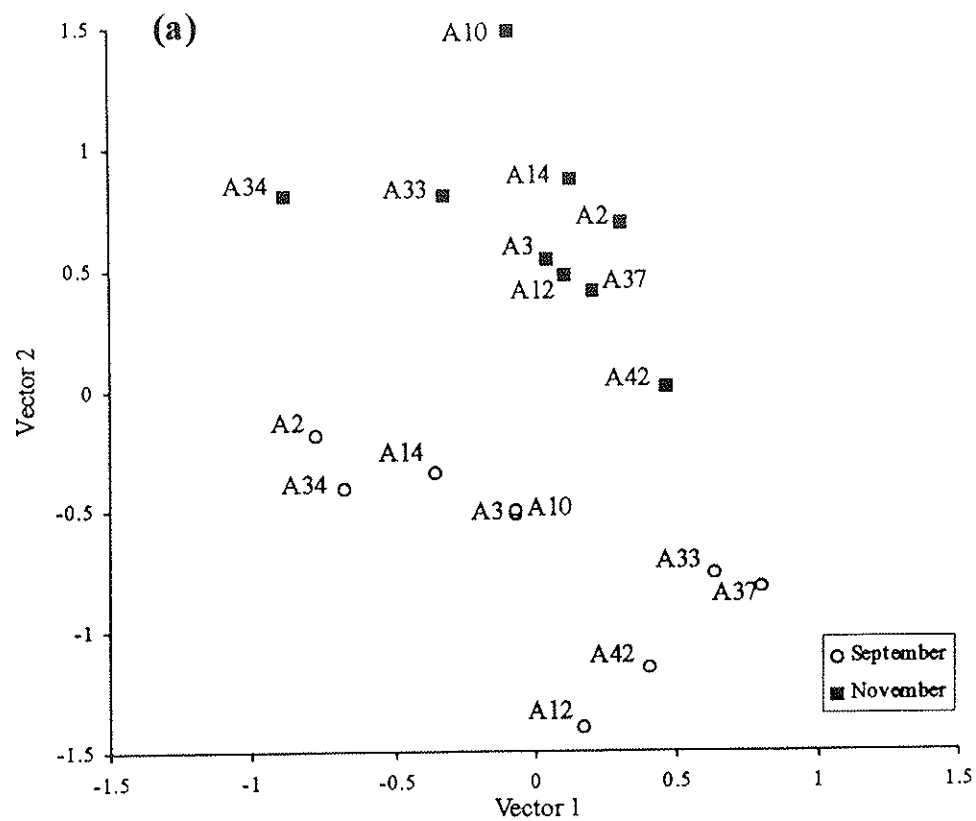 (a)
1.5
A10
1
A34
A33
A14
A2
A3
0.5
A12
A37
Vector 2
A42
0
A2
A14
A34
-0.5
A3
A10
A33
A37
-1
A42
September
November
A12
-1.5
-1.5
-1
-0.5
0
0.5
1
1.5
Vector 1